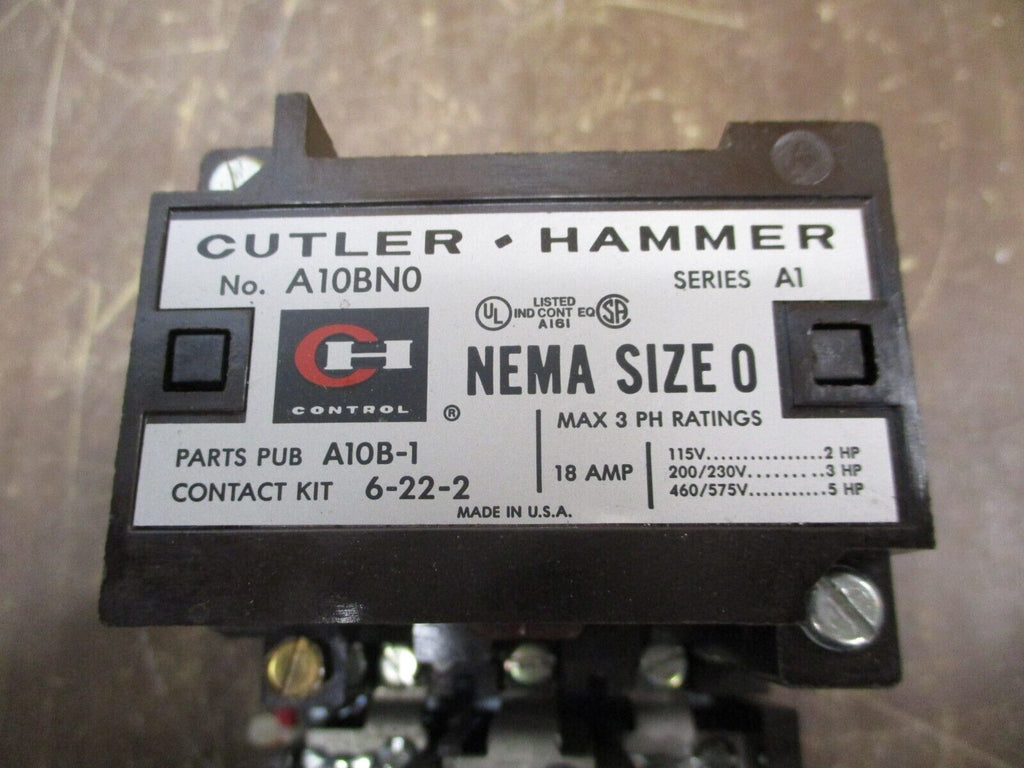 CUTLER • HAMMER
No. A10BN0 SERIES A1
UL LISTED IND CONT EQ A161 SA
NEMA SIZE 0
CH CONTROL ®
MAX 3 PH RATINGS
18 AMP
115V................2 HP
200/230V.........3 HP
460/575V...........5 HP
PARTS PUB A10B-1
CONTACT KIT 6-22-2
MADE IN U.S.A.